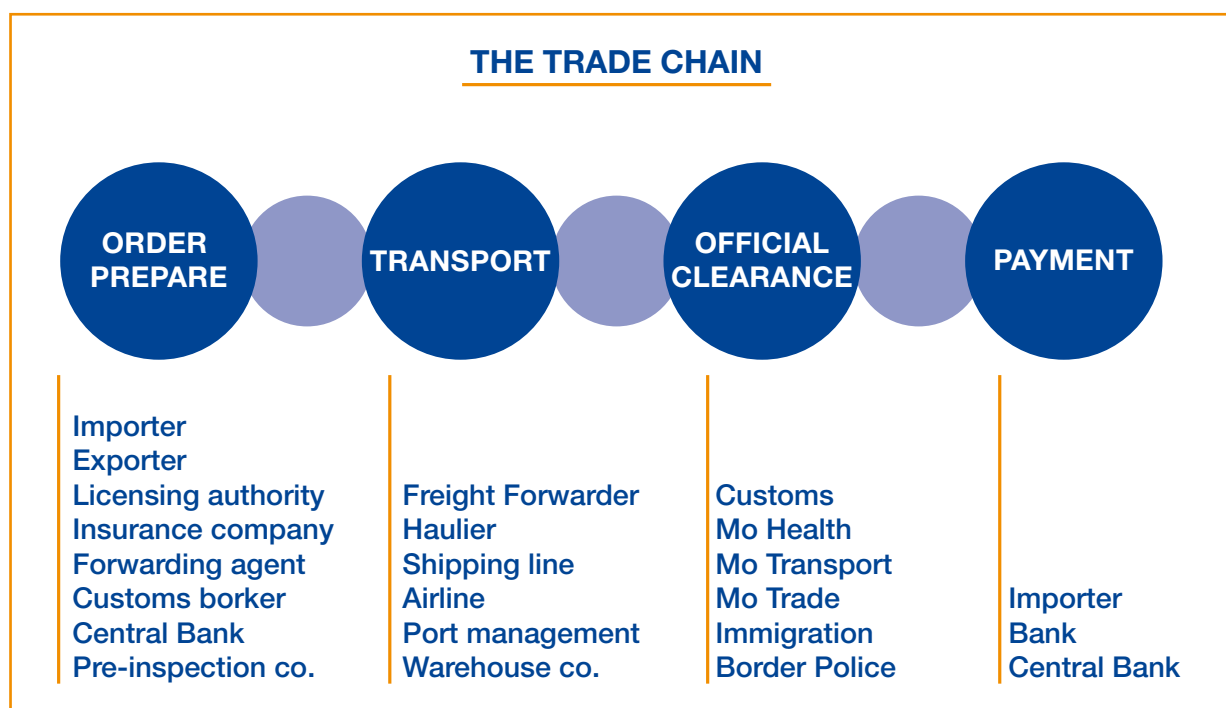 THE TRADE CHAIN
ORDER
PREPARE
TRANSPORT
OFFICIAL
CLEARANCE
PAYMENT
Importer
Exporter
Licensing authority
Insurance company
Forwarding agent
Customs borker
Central Bank
Pre-inspection co.
Freight Forwarder
Haulier
Shipping line
Airline
Port management
Warehouse co.
Customs
Mo Health
Mo Transport
Mo Trade
Immigration
Border Police
Importer
Bank
Central Bank